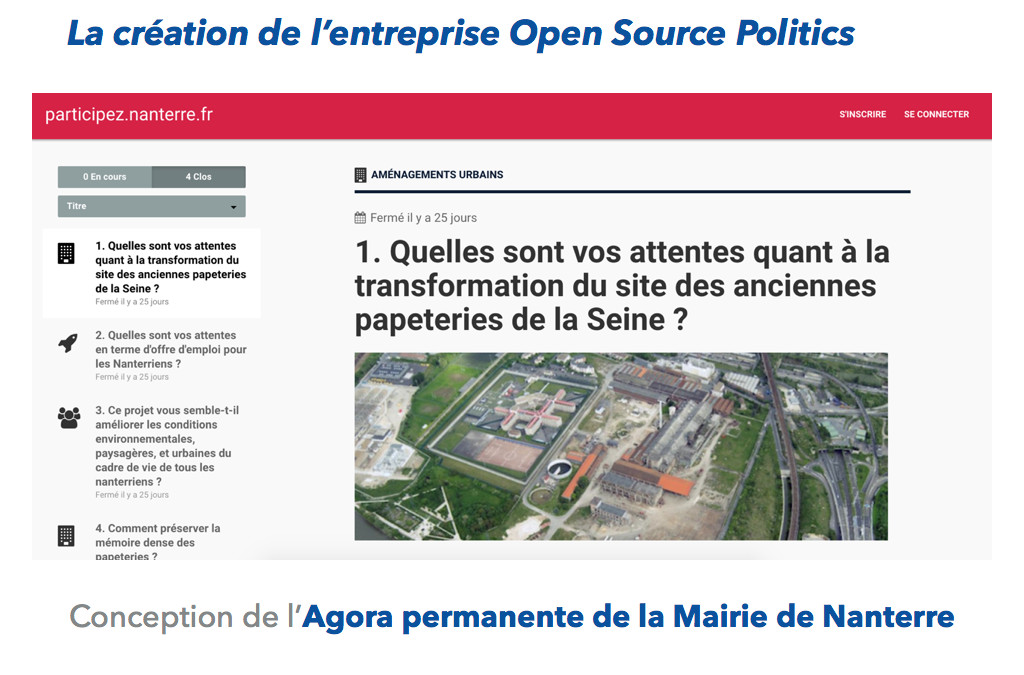 La création de l’entreprise Open Source Politics
participez.nanterre.fr
S'INSCRIRE SE CONNECTER
0 En cours 4 Clos
Titre
1. Quelles sont vos attentes
quant à la transformation du
site des anciennes papeteries
de la Seine ?
Fermé il y a 25 jours
2. Quelles sont vos attentes
en terme d'offre d'emploi pour
les Nanterriens ?
Fermé il y a 25 jours
3. Ce projet vous semble-t-il
améliorer les conditions
environnementales,
paysagères, et urbaines du
cadre de vie de tous les
nanterriens ?
Fermé il y a 25 jours
4. Comment préserver la
mémoire dense des
papeteries ?
AMÉNAGEMENTS URBAINS
Fermé il y a 25 jours
1. Quelles sont vos attentes quant à la
transformation du site des anciennes
papeteries de la Seine ?
Conception de l’Agora permanente de la Mairie de Nanterre